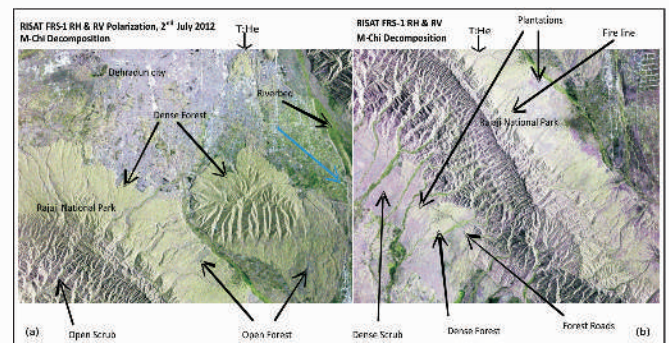 RISAT FRS-1 RH & RV Polarization, 2nd July 2012
M-Chi Decomposition
T:He
Dehradun city
Riverbed
Dense Forest
Rajaji National Park
Open Scrub
Open Forest
(a)
RISAT FRS-1 RH & RV
M-Chi Decomposition
T:He
Plantations
Fire line
Rajaji National Park
Dense Scrub
Dense Forest
Forest Roads
(b)